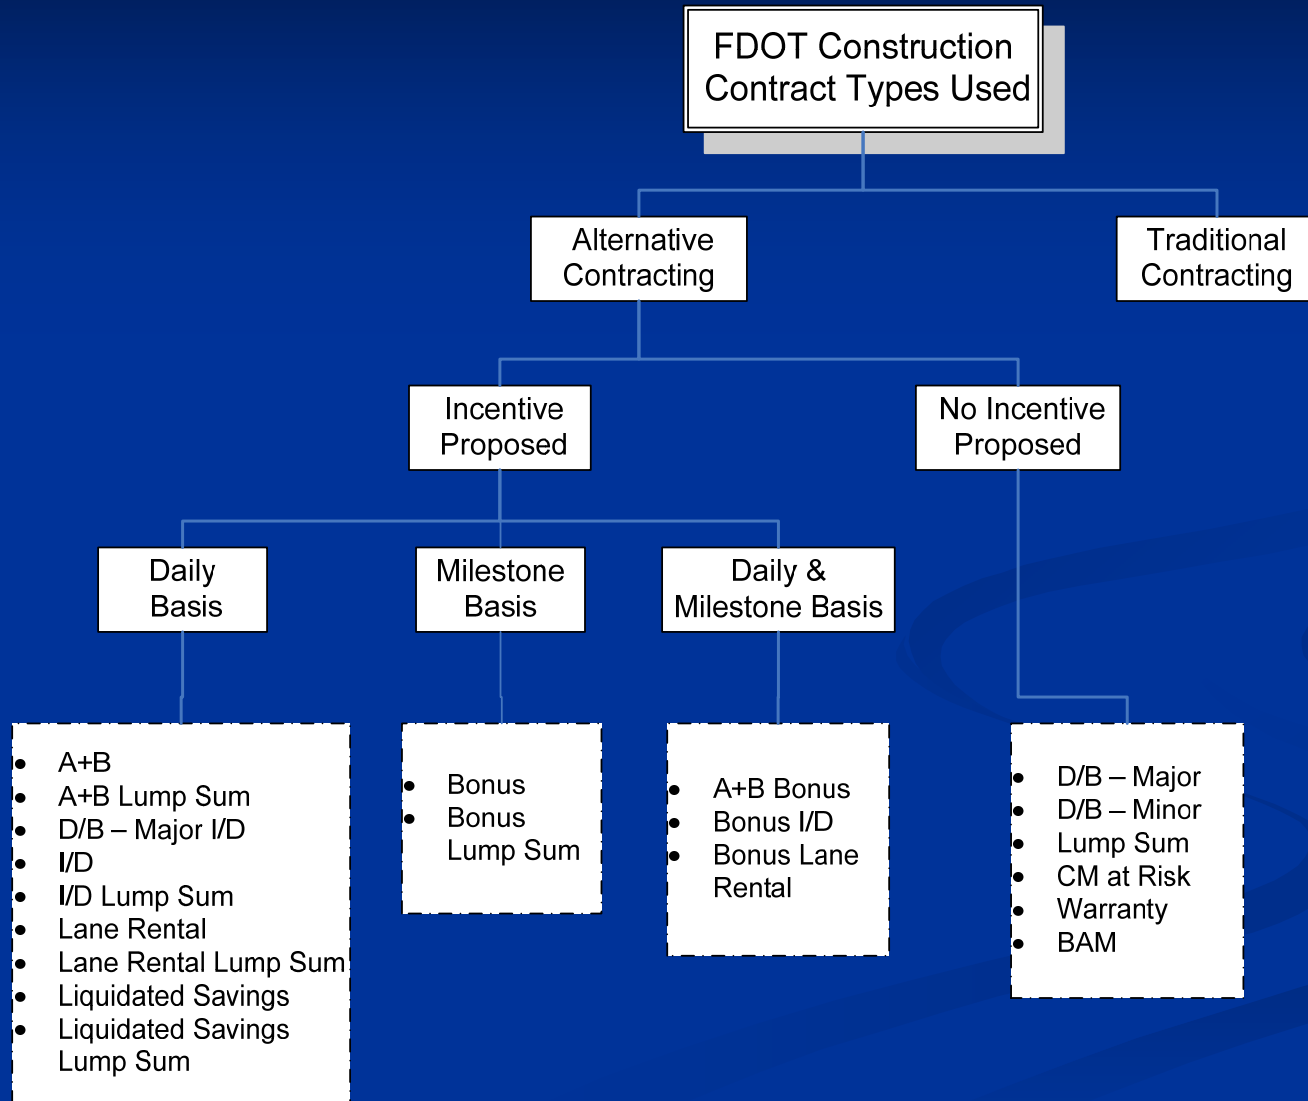 FDOT Construction
Contract Types Used
Alternative
Contracting
Traditional
Contracting
Incentive
Proposed
No Incentive
Proposed
Daily
Basis
Milestone
Basis
Daily &
Milestone Basis
• A+B
• A+B Lump Sum
• D/B – Major I/D
• I/D
• I/D Lump Sum
• Lane Rental
• Lane Rental Lump Sum
• Liquidated Savings
• Liquidated Savings
Lump Sum
• Bonus
• Bonus
Lump Sum
• A+B Bonus
• Bonus I/D
• Bonus Lane
Rental
• D/B – Major
• D/B – Minor
• Lump Sum
• CM at Risk
• Warranty
• BAM